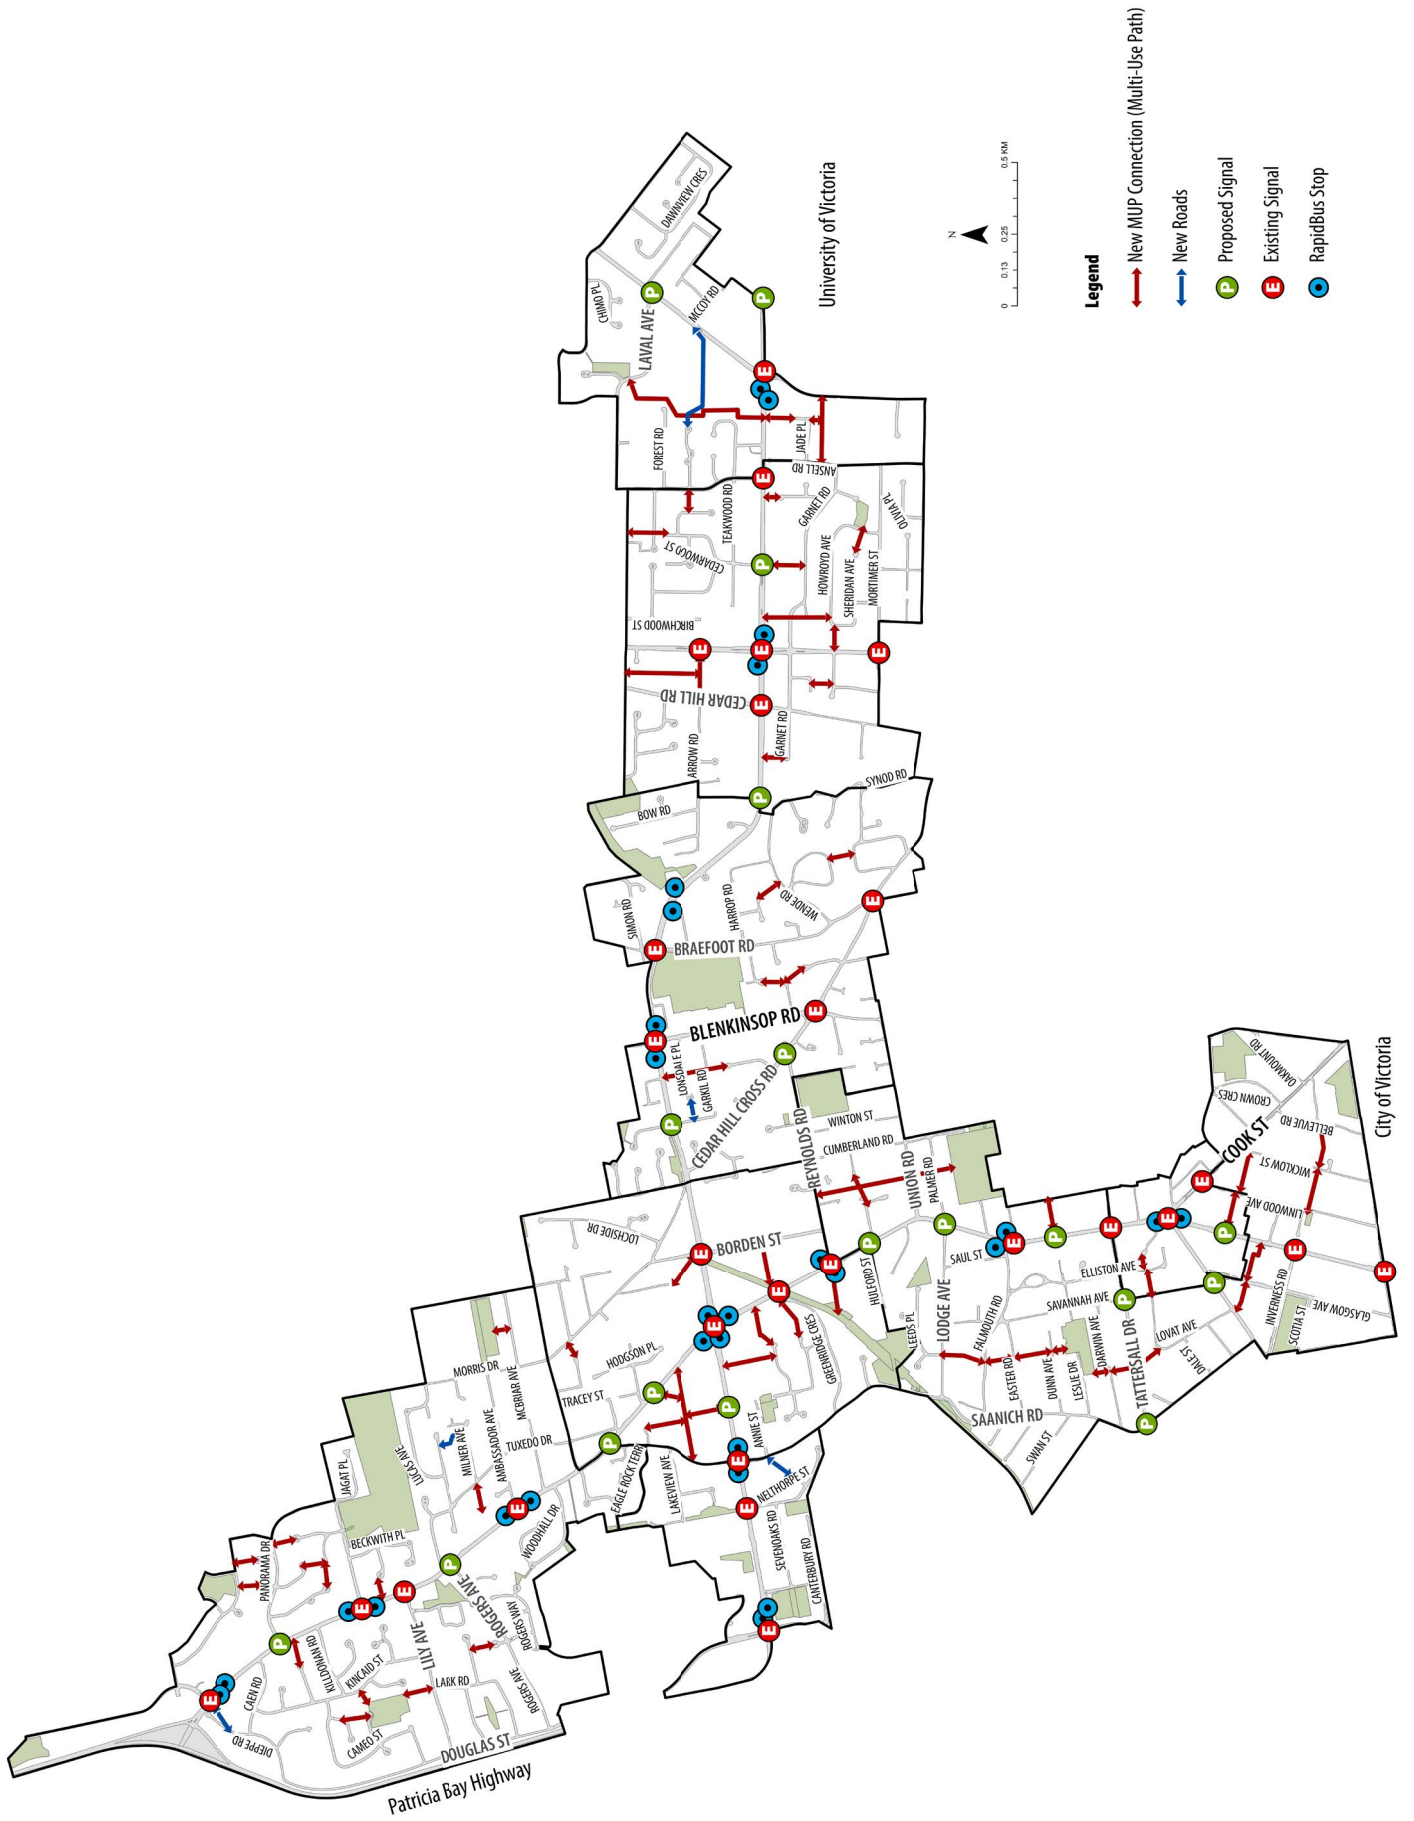 DAWNVIEW CRES
CHIMO PL
LAVAL AVE
MCCOY RD
University of Victoria
FOREST RD
JADE PL
ANSELL RD
TEAKWOOD RD
CEDARWOOD ST
GARNET RD
OLIVIA PL
HOWROYD AVE
SHERIDAN AVE
MORTIMER ST
BIRCHWOOD ST
CEDAR HILL RD
ARROW RD
GARNET RD
SYNOD RD
BOW RD
SIMON RD
HARROP RD
WENDE RD
BRAEFOOT RD
BLENKINSOP RD
LONSDALE PL
GARKIL RD
CEDAR HILL CROSS RD
REYNOLDS RD
WINTON ST
CUMBERLAND RD
UNION RD
PALMER RD
LOCHSIDE DR
BORDEN ST
HULFORD ST
SAUL ST
LODGE AVE
LEEDS PL
FALMOUTH RD
EASTER RD
DUNN AVE
LESLIE DR
DARWIN AVE
SAVANNAH AVE
ELLISTON AVE
TATTERSALL DR
LOVAT AVE
DALE ST
SAANICH RD
SWAN ST
OAKMOUNT RD
CROWN CRES
COOK ST
BELLEVUE RD
WICKLOW ST
LINWOOD AVE
INVERNESS RD
SCOTIA ST
GLASGOW AVE
City of Victoria
HODGSON PL
TRACEY ST
GREENRIDGE CRES
ANNIE ST
EAGLE ROCK TERR
LAKEVIEW AVE
NELTHORPE ST
SEVENOAKS RD
CANTERBURY RD
MORRIS DR
MCBRIAR AVE
AMBASSADOR AVE
MILNER AVE
TUXEDO DR
LUCAS AVE
JAGAT PL
BECKWITH PL
WOODHALL DR
PANORAMA DR
ROGERS AVE
ROGERS WAY
LILY AVE
KILLDONAN RD
KINCAID ST
LARK RD
ROGERS AVE
CAEN RD
DIEPPE RD
CAMEO ST
DOUGLAS ST
Patricia Bay Highway
N
0 0.13 0.25 0.5 KM
Legend
New MUP Connection (Multi-Use Path)
New Roads
P Proposed Signal
E Existing Signal
RapidBus Stop